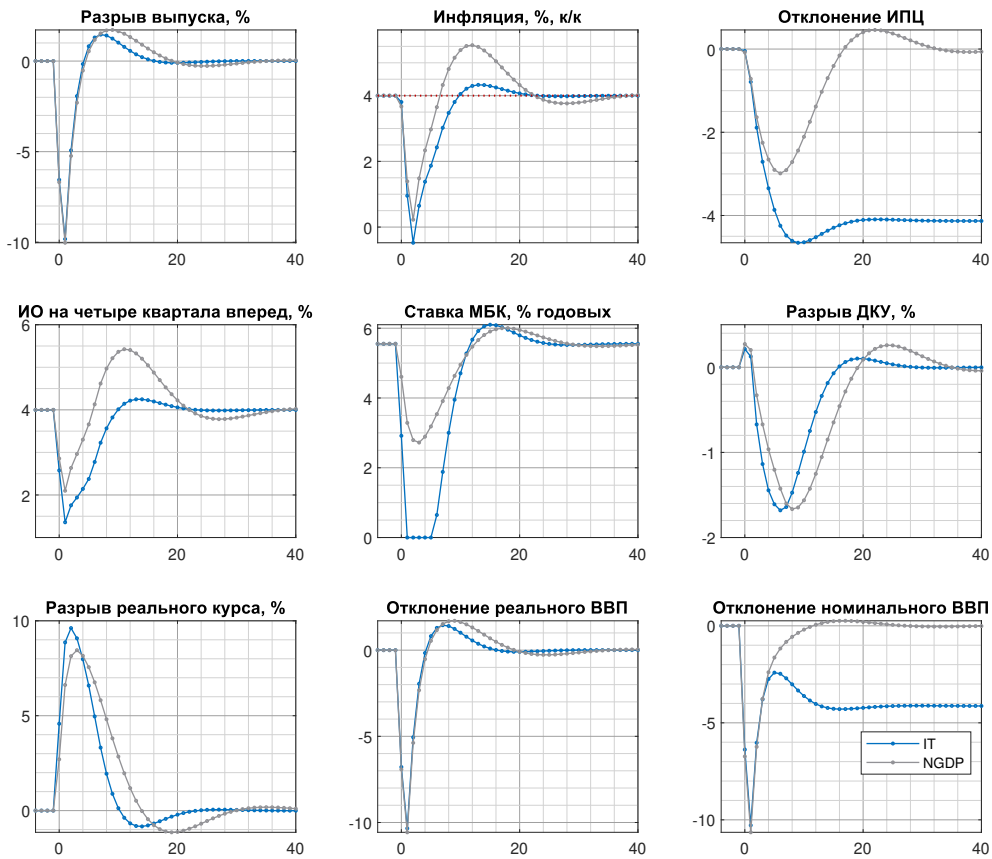 Разрыв выпуска, %
0
-5
-10
0 20 40
Инфляция, %, к/к
4
2
0
0 20 40
Отклонение ИПЦ
0
-2
-4
0 20 40
ИО на четыре квартала вперед, %
6
4
2
0 20 40
Ставка МБК, % годовых
6
4
2
0
0 20 40
Разрыв ДКУ, %
0
-1
-2
0 20 40
Разрыв реального курса, %
10
5
0
0 20 40
Отклонение реального ВВП
0
-5
-10
0 20 40
Отклонение номинального ВВП
0
-5
-10
0 20 40
IT
NGDP